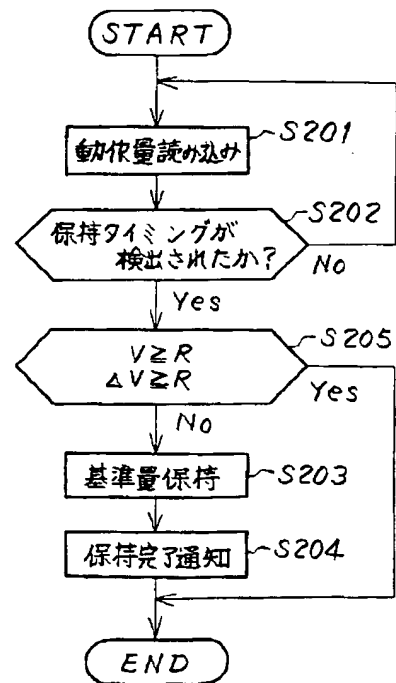 START
動作量読み込み
S201
保持タイミングが
検出されたか?
S202
No
Yes
V≧R
△V≧R
S205
Yes
No
基準量保持
S203
保持完了通知
S204
END